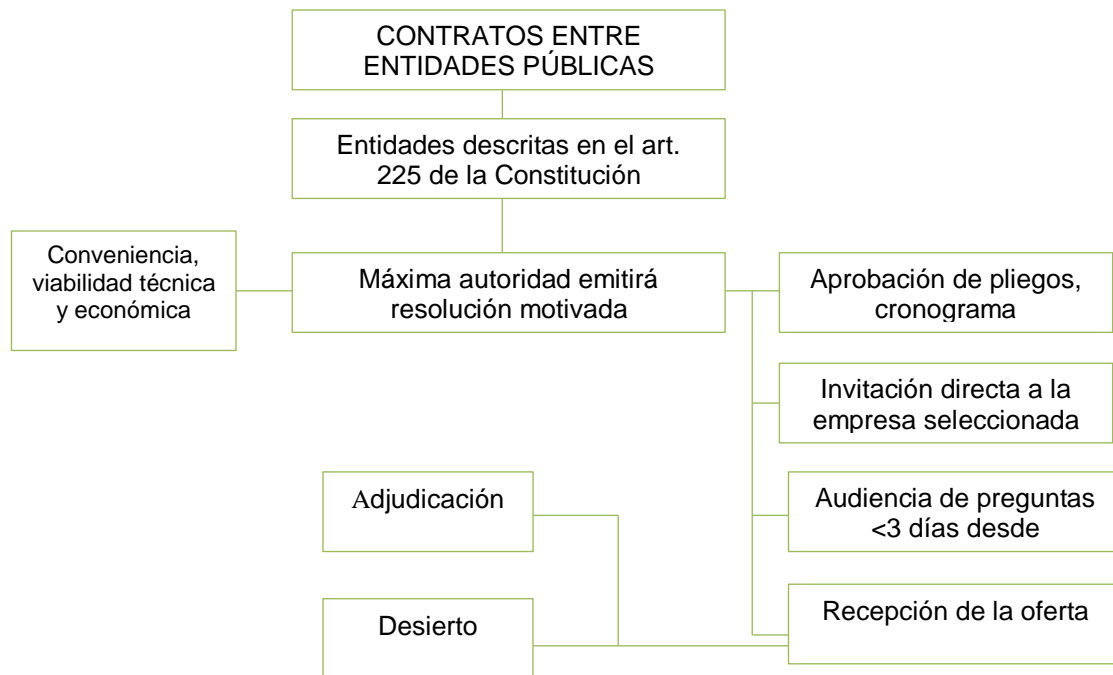 CONTRATOS ENTRE
ENTIDADES PÚBLICAS
Entidades descritas en el art.
225 de la Constitución
Conveniencia,
viabilidad técnica
y económica
Máxima autoridad emitirá
resolución motivada
Aprobación de pliegos,
cronograma
Invitación directa a la
empresa seleccionada
Audiencia de preguntas
<3 días desde
Recepción de la oferta
Adjudicación
Desierto